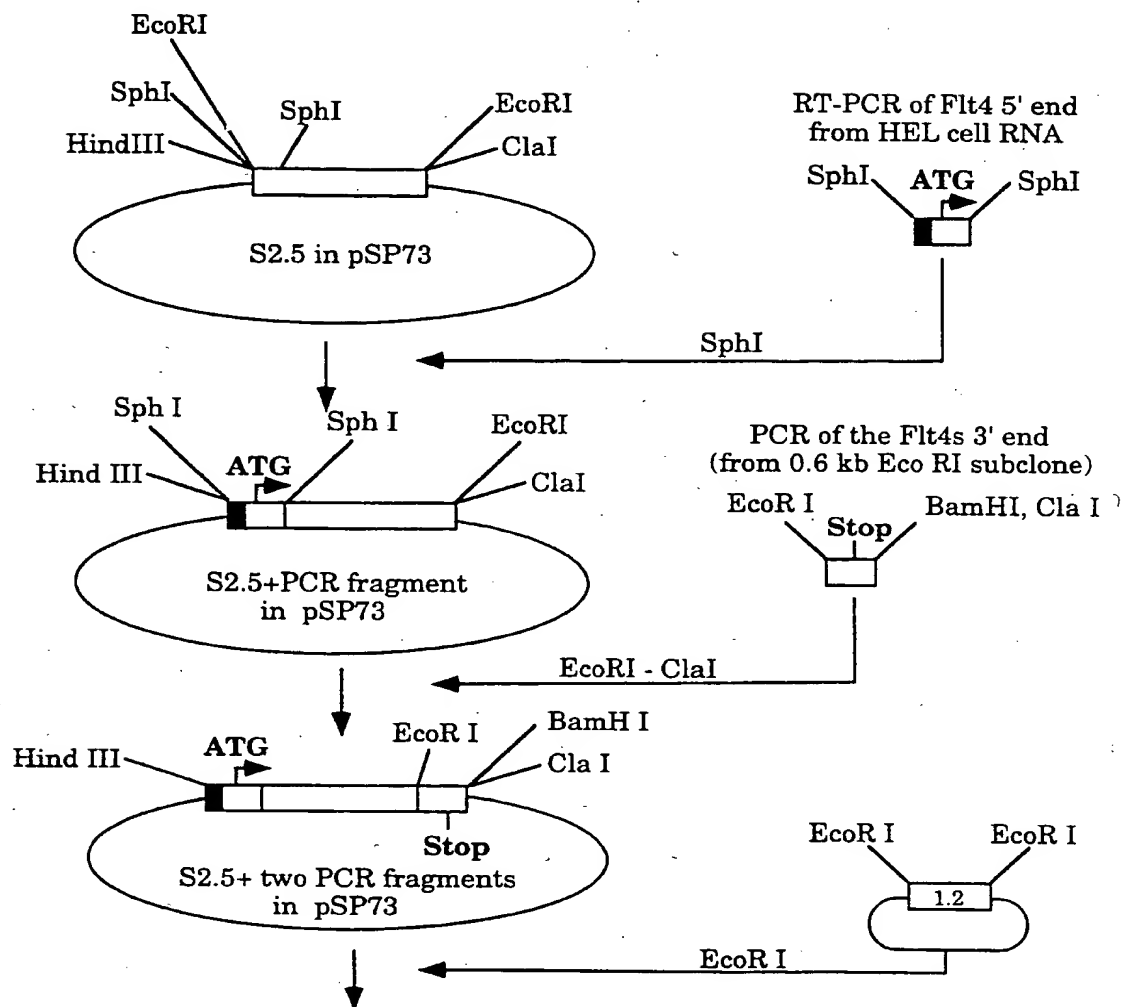 EcoRI
SphI
SphI
EcoRI
HindIII
ClaI
S2.5 in pSP73
RT-PCR of Flt4 5' end
from HEL cell RNA
SphI
ATG
SphI
SphI
Sph I
Sph I
EcoRI
Hind III
ATG
ClaI
S2.5+PCR fragment
in pSP73
PCR of the Flt4s 3' end
(from 0.6 kb Eco RI subclone)
EcoR I
Stop
BamHI, Cla I
EcoRI - ClaI
Hind III
ATG
EcoR I
BamH I
Cla I
Stop
S2.5+ two PCR fragments
in pSP73
EcoR I
EcoR I
1.2
EcoR I